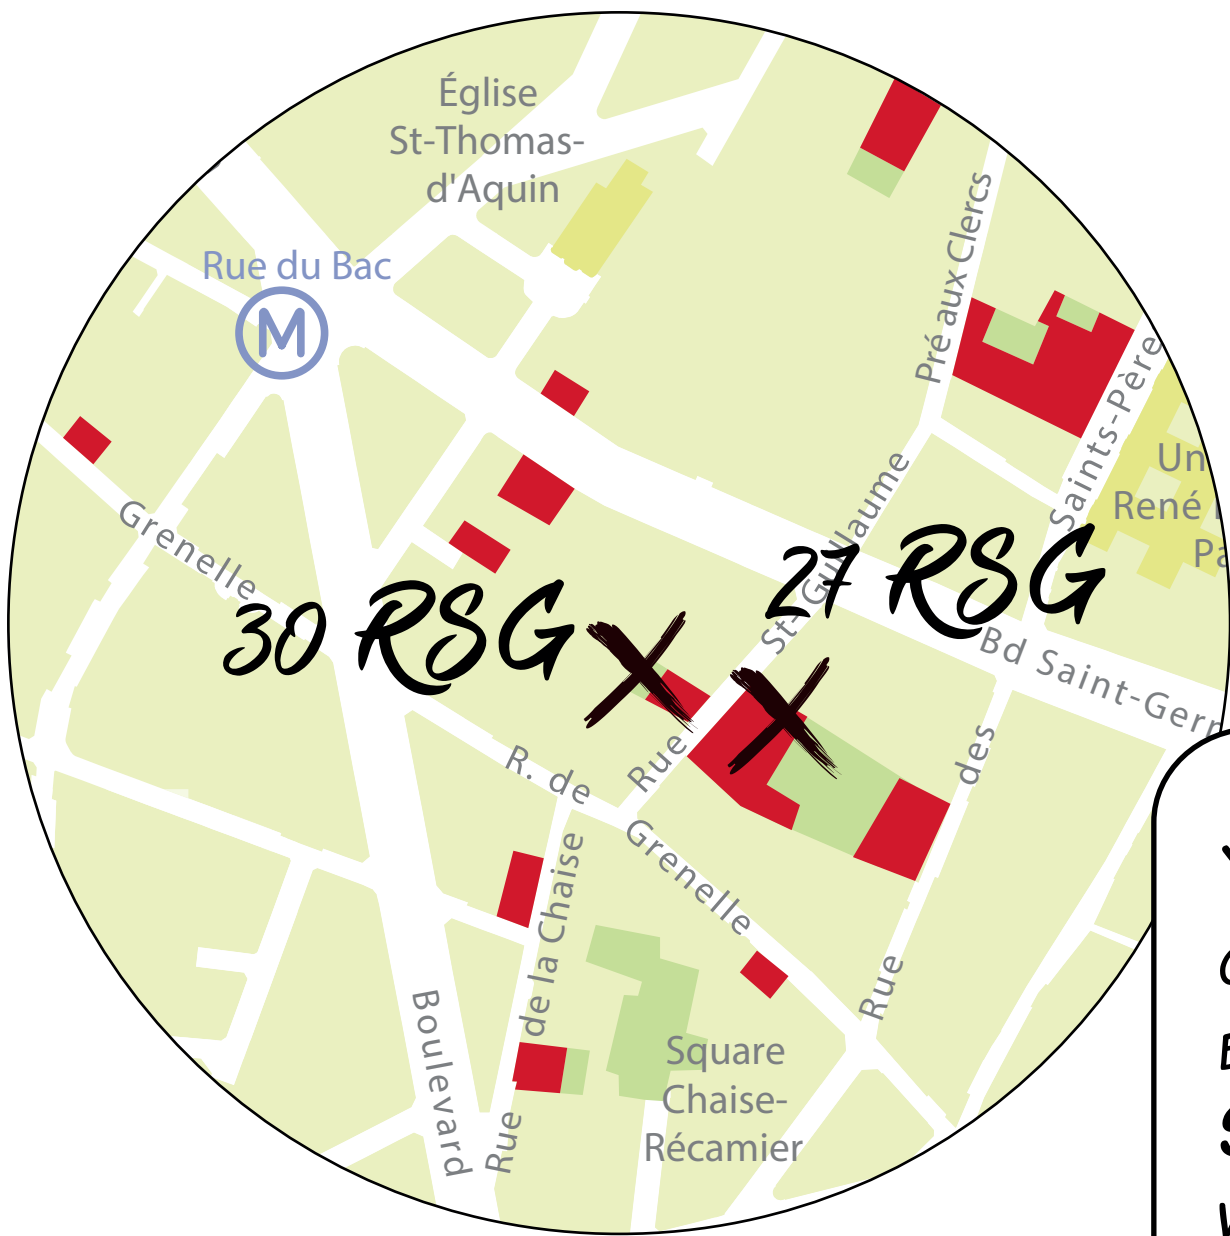 Église
St-Thomas-
d'Aquin
Rue du Bac
M
Pré aux Clercs
Saints-Père
Un
René
Pa
Grenelle
St-Guillaume
27 RSG
30 RSG
Bd Saint-Germ
R. de
Rue
des
Grenelle
de la Chaise
Rue
Boulevard
Rue
Square
Chaise-
Récamier